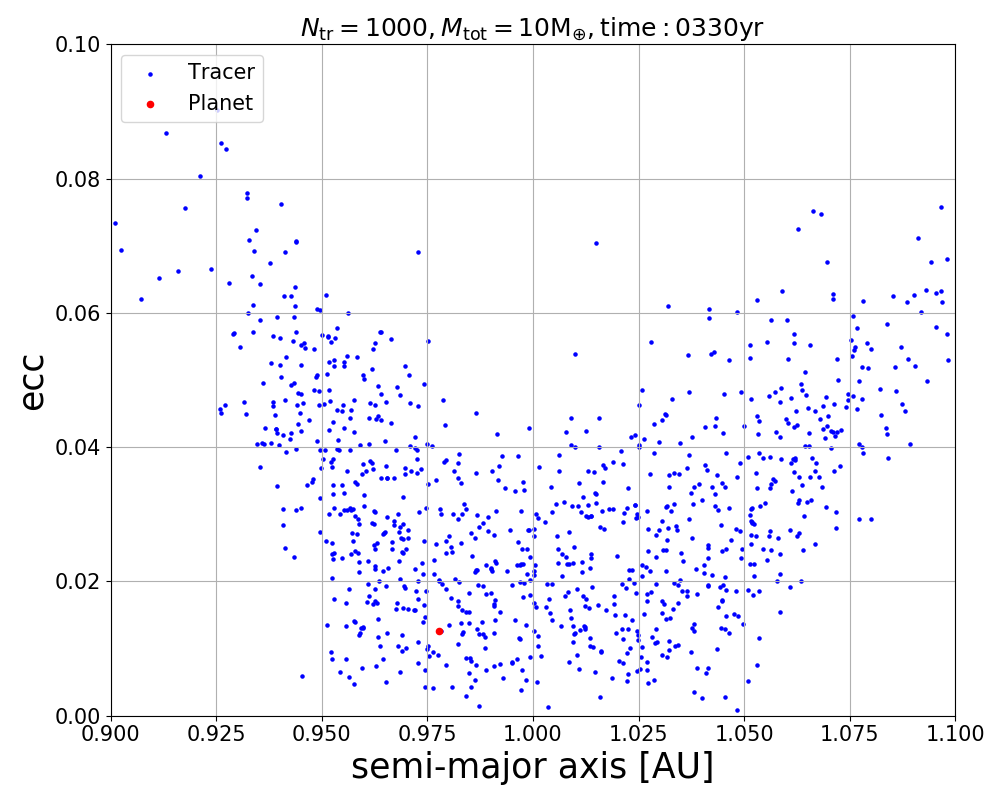 N_tr = 1000, M_tot = 10M_⊕, time : 0330yr
Tracer
Planet
0.10
0.08
0.06
0.04
0.02
0.00
ecc
0.900 0.925 0.950 0.975 1.000 1.025 1.050 1.075 1.100
semi-major axis [AU]